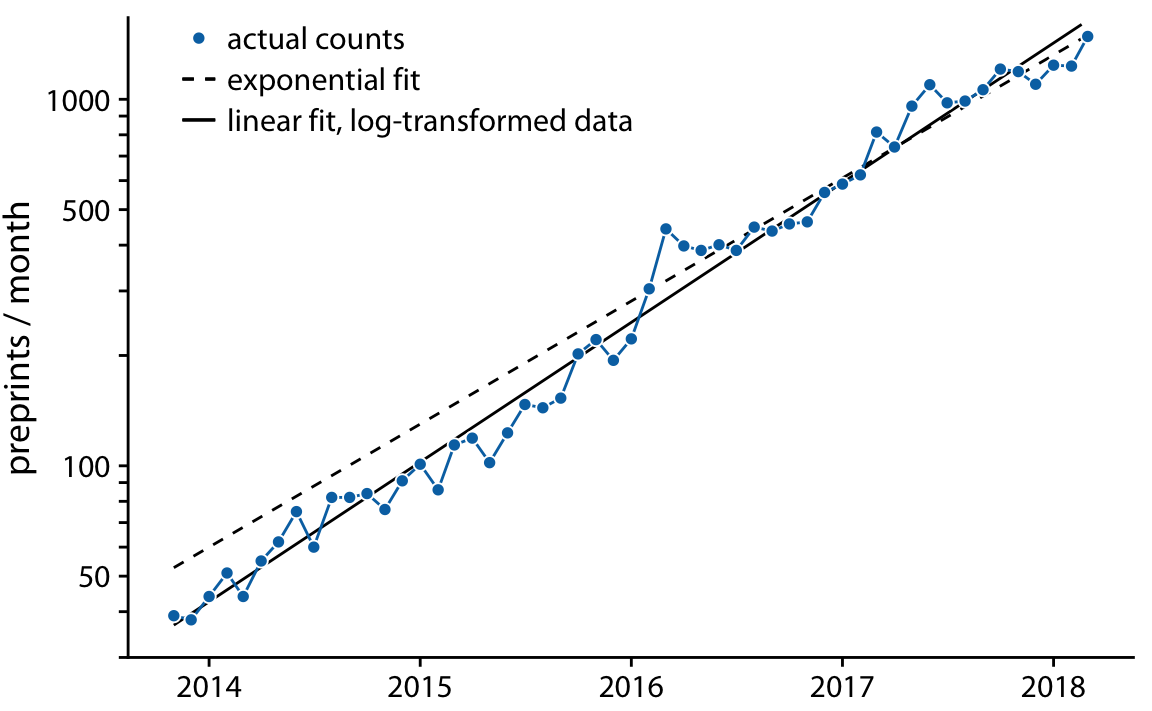 actual counts
exponential fit
linear fit, log-transformed data
preprints / month
1000
500
100
50
2014 2015 2016 2017 2018